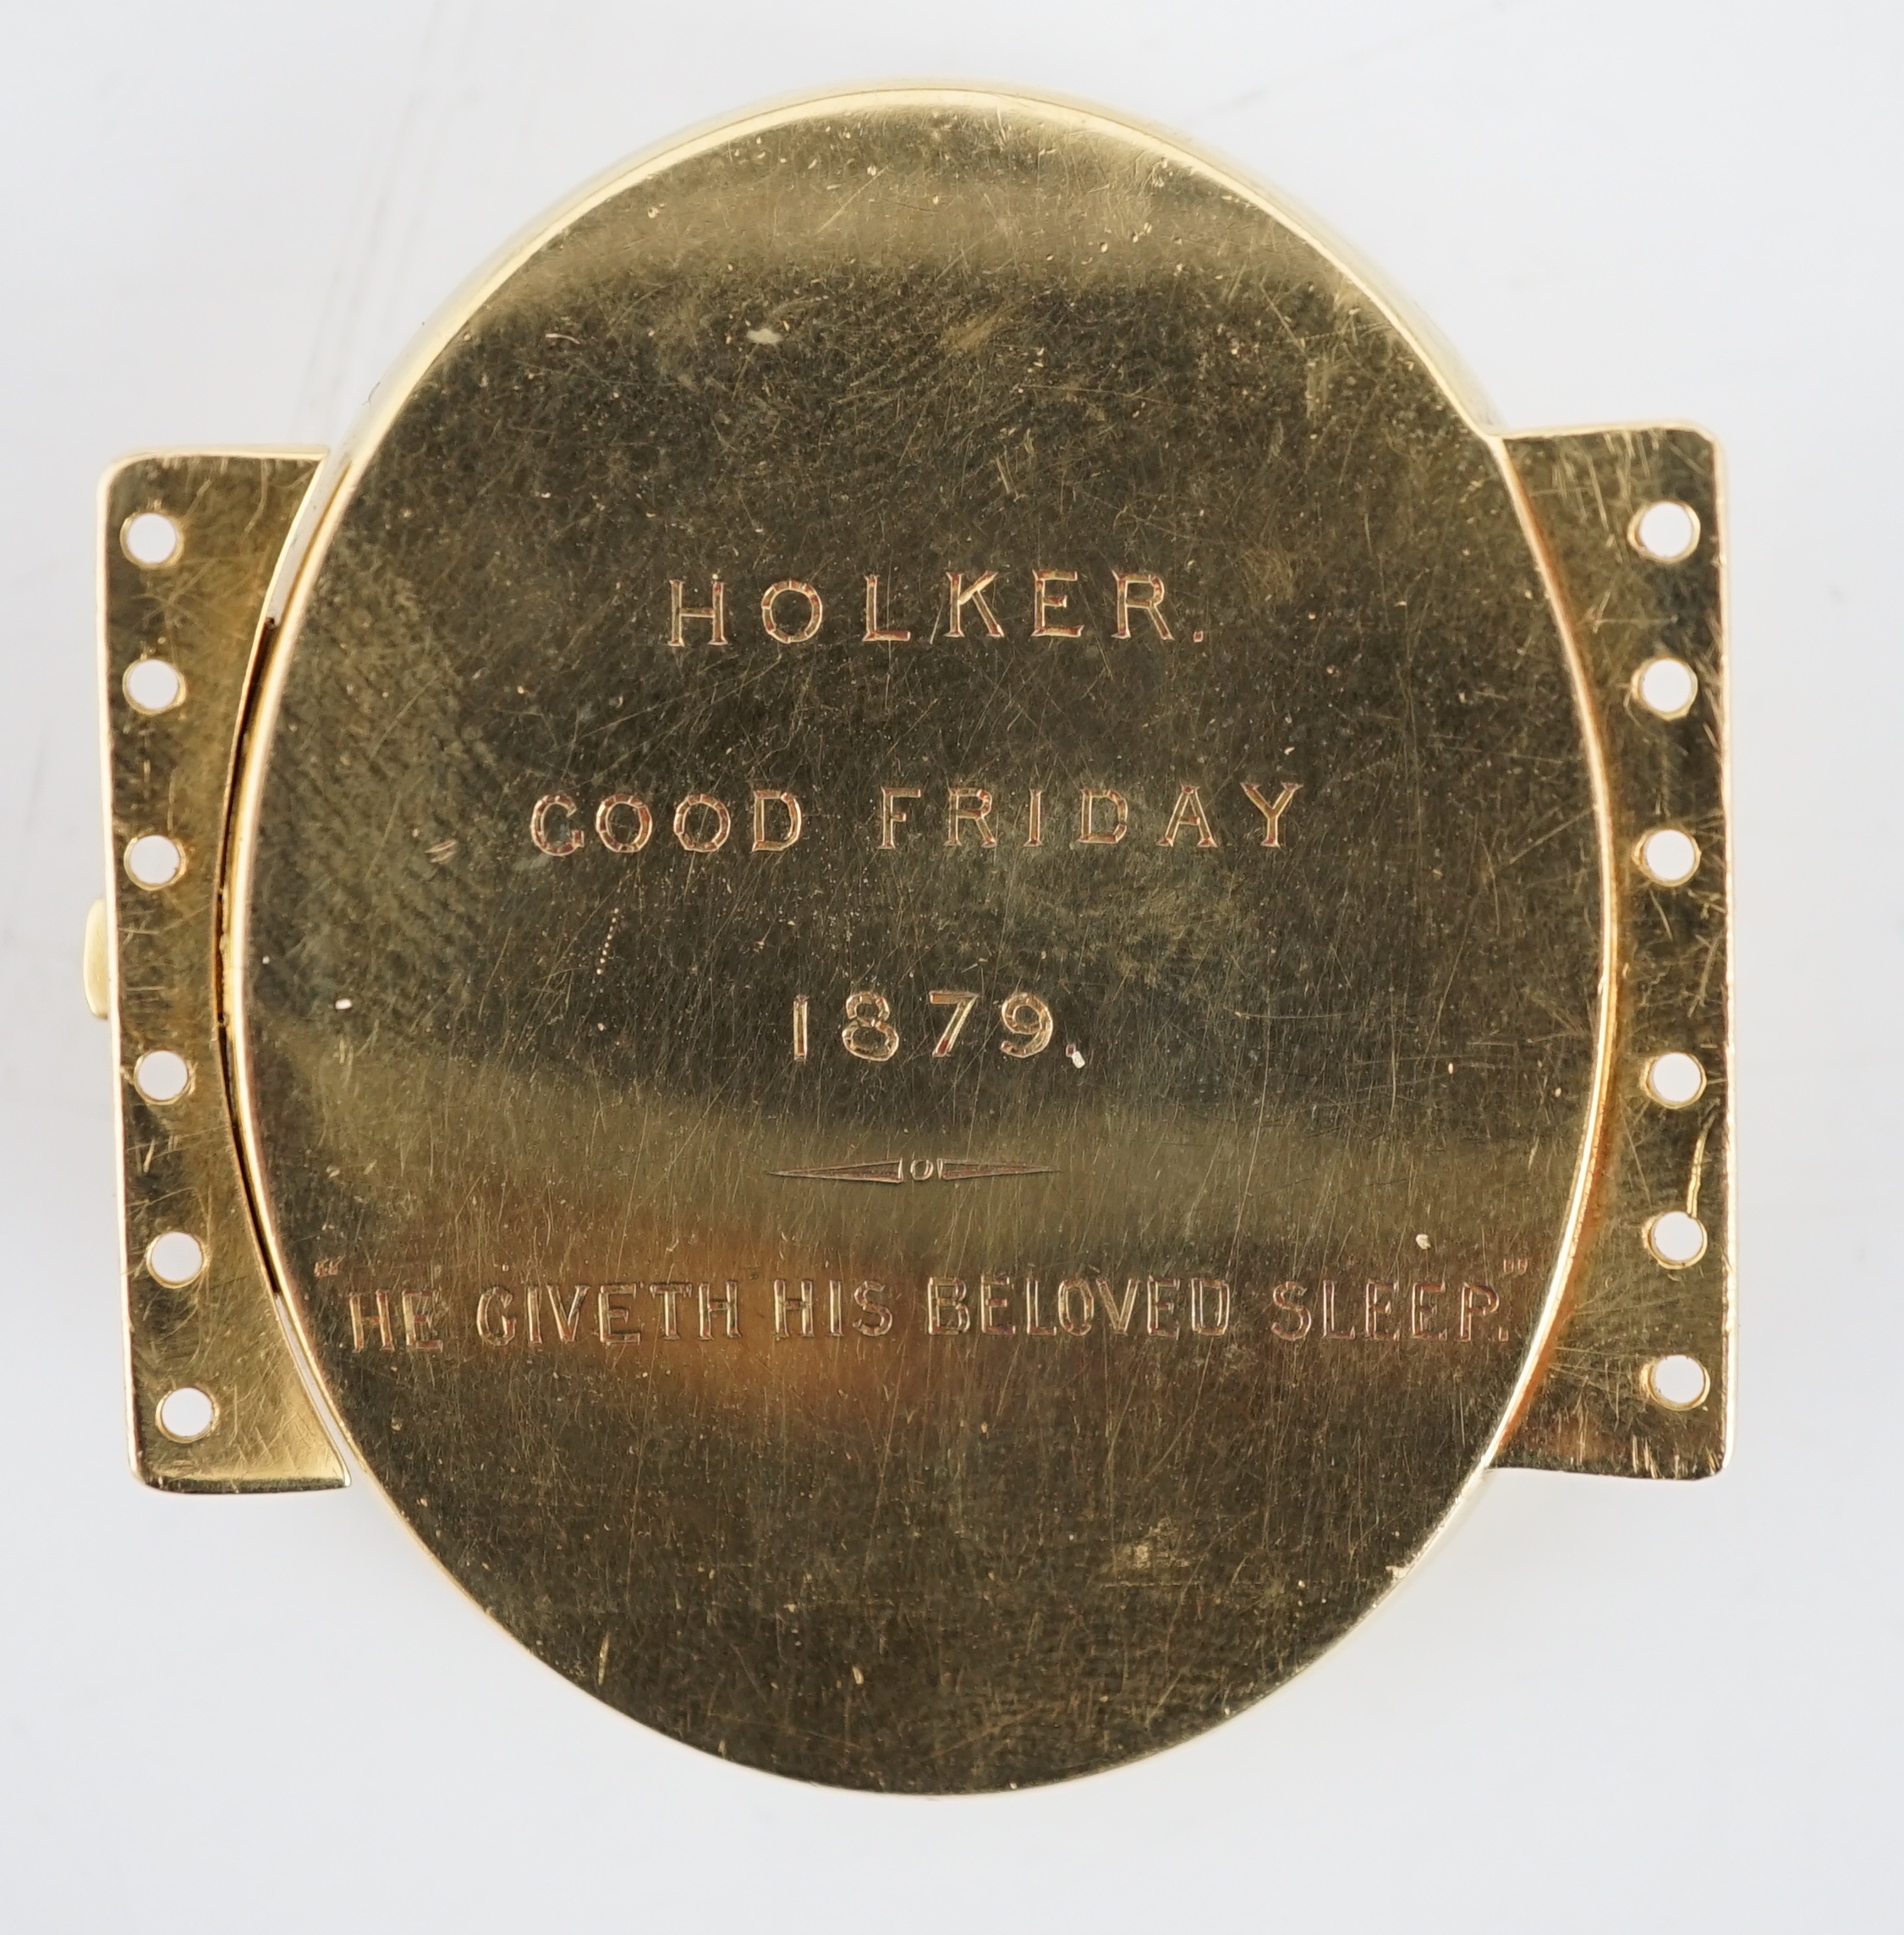 HOLKER.
GOOD FRIDAY
1879.
"HE GIVETH HIS BELOVED SLEEP."